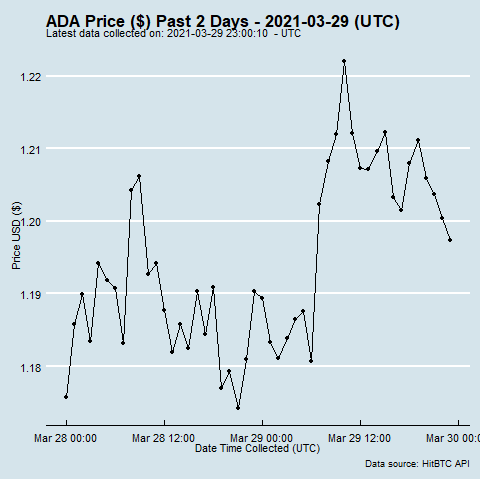 ADA Price ($) Past 2 Days - 2021-03-29 (UTC)
Latest data collected on: 2021-03-29 23:00:10 - UTC
1.22
1.21
1.20
1.19
1.18
Price USD ($)
Mar 28 00:00 Mar 28 12:00 Mar 29 00:00 Mar 29 12:00 Mar 30 00:0
Date Time Collected (UTC)
Data source: HitBTC API